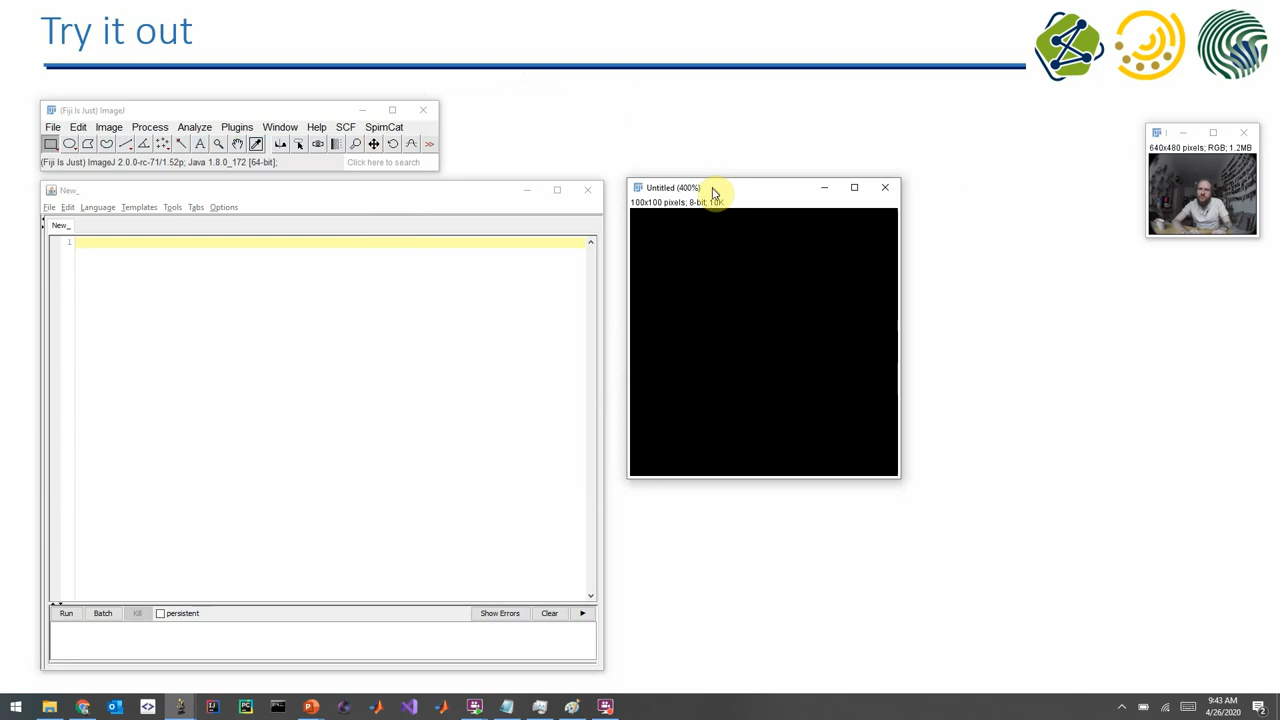 Try it out
(Fiji Is Just) ImageJ
File Edit Image Process Analyze Plugins Window Help SCF SpimCat
A >>
(Fiji Is Just) ImageJ 2.0.0-rc-71/1.52p; Java 1.8.0_172 [64-bit];
Click here to search
New_
File Edit Language Templates Tools Tabs Options
New_
1
Run Batch Kill persistent Show Errors Clear
Untitled (400%)
100x100 pixels; 8-bit; 10K
640x480 pixels; RGB; 1.2MB
9:43 AM
4/26/2020
2